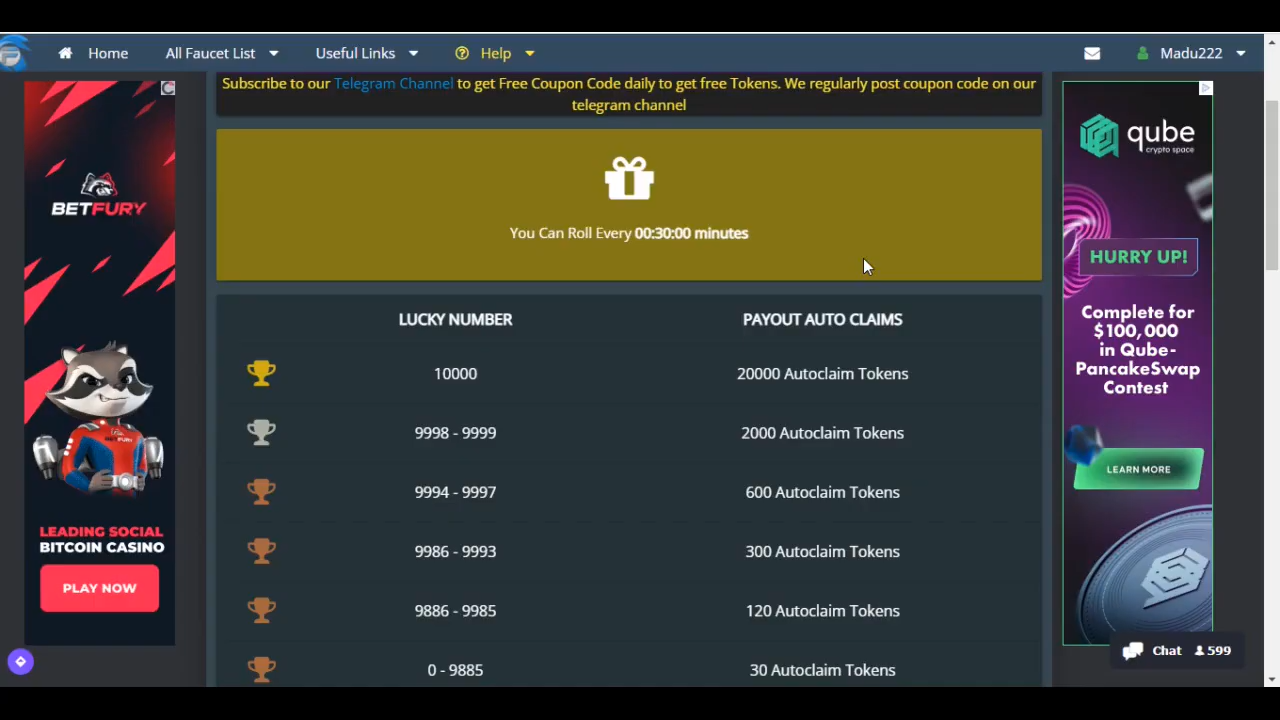 Home
All Faucet List
Useful Links
Help
Madu222
Subscribe to our Telegram Channel to get Free Coupon Code daily to get free Tokens. We regularly post coupon code on our
telegram channel
You Can Roll Every 00:30:00 minutes
LUCKY NUMBER PAYOUT AUTO CLAIMS
10000 20000 Autoclaim Tokens
9998 - 9999 2000 Autoclaim Tokens
9994 - 9997 600 Autoclaim Tokens
9986 - 9993 300 Autoclaim Tokens
9886 - 9985 120 Autoclaim Tokens
0 - 9885 30 Autoclaim Tokens
BETFURY
LEADING SOCIAL
BITCOIN CASINO
PLAY NOW
qube
crypto space
HURRY UP!
Complete for
$100,000
in Qube-
PancakeSwap
Contest
LEARN MORE
Chat 599